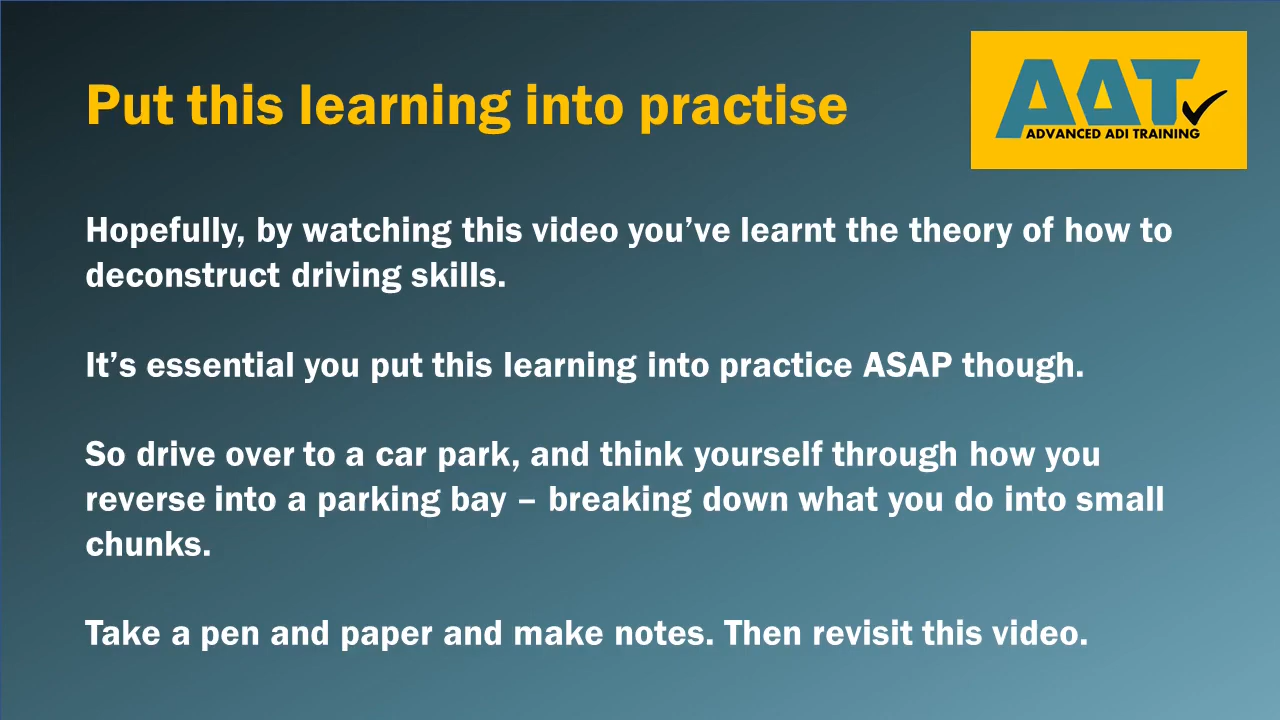 Put this learning into practise
AAT
ADVANCED ADI TRAINING
Hopefully, by watching this video you’ve learnt the theory of how to
deconstruct driving skills.
It’s essential you put this learning into practice ASAP though.
So drive over to a car park, and think yourself through how you
reverse into a parking bay – breaking down what you do into small
chunks.
Take a pen and paper and make notes. Then revisit this video.